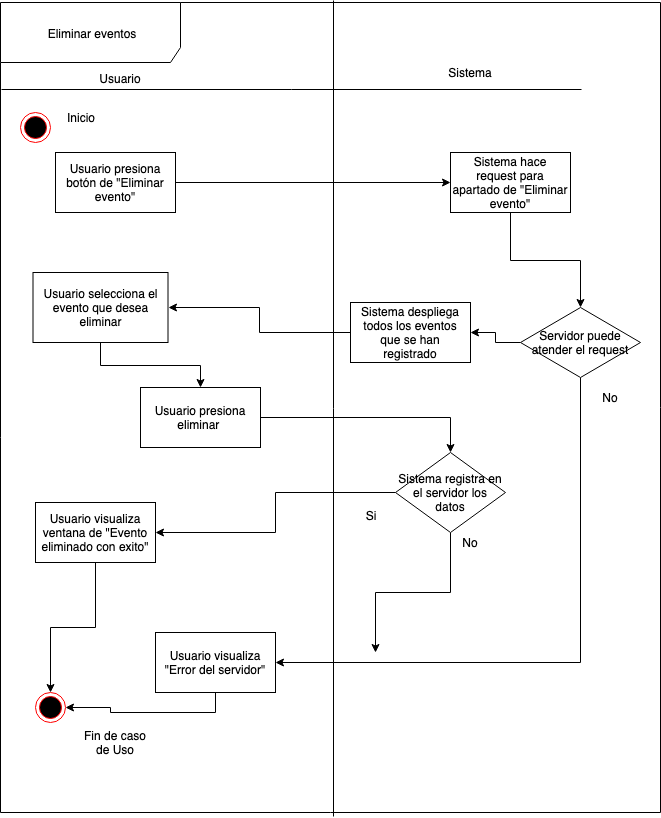 Eliminar eventos
Usuario
Sistema
Inicio
Usuario presiona
botón de "Eliminar
evento"
Sistema hace
request para
apartado de "Eliminar
evento"
Usuario selecciona el
evento que desea
eliminar
Sistema despliega
todos los eventos
que se han
registrado
Servidor puede
atender el request
No
Usuario presiona
eliminar
Sistema registra en
el servidor los
datos
Si
No
Usuario visualiza
ventana de "Evento
eliminado con exito"
Usuario visualiza
"Error del servidor"
Fin de caso
de Uso